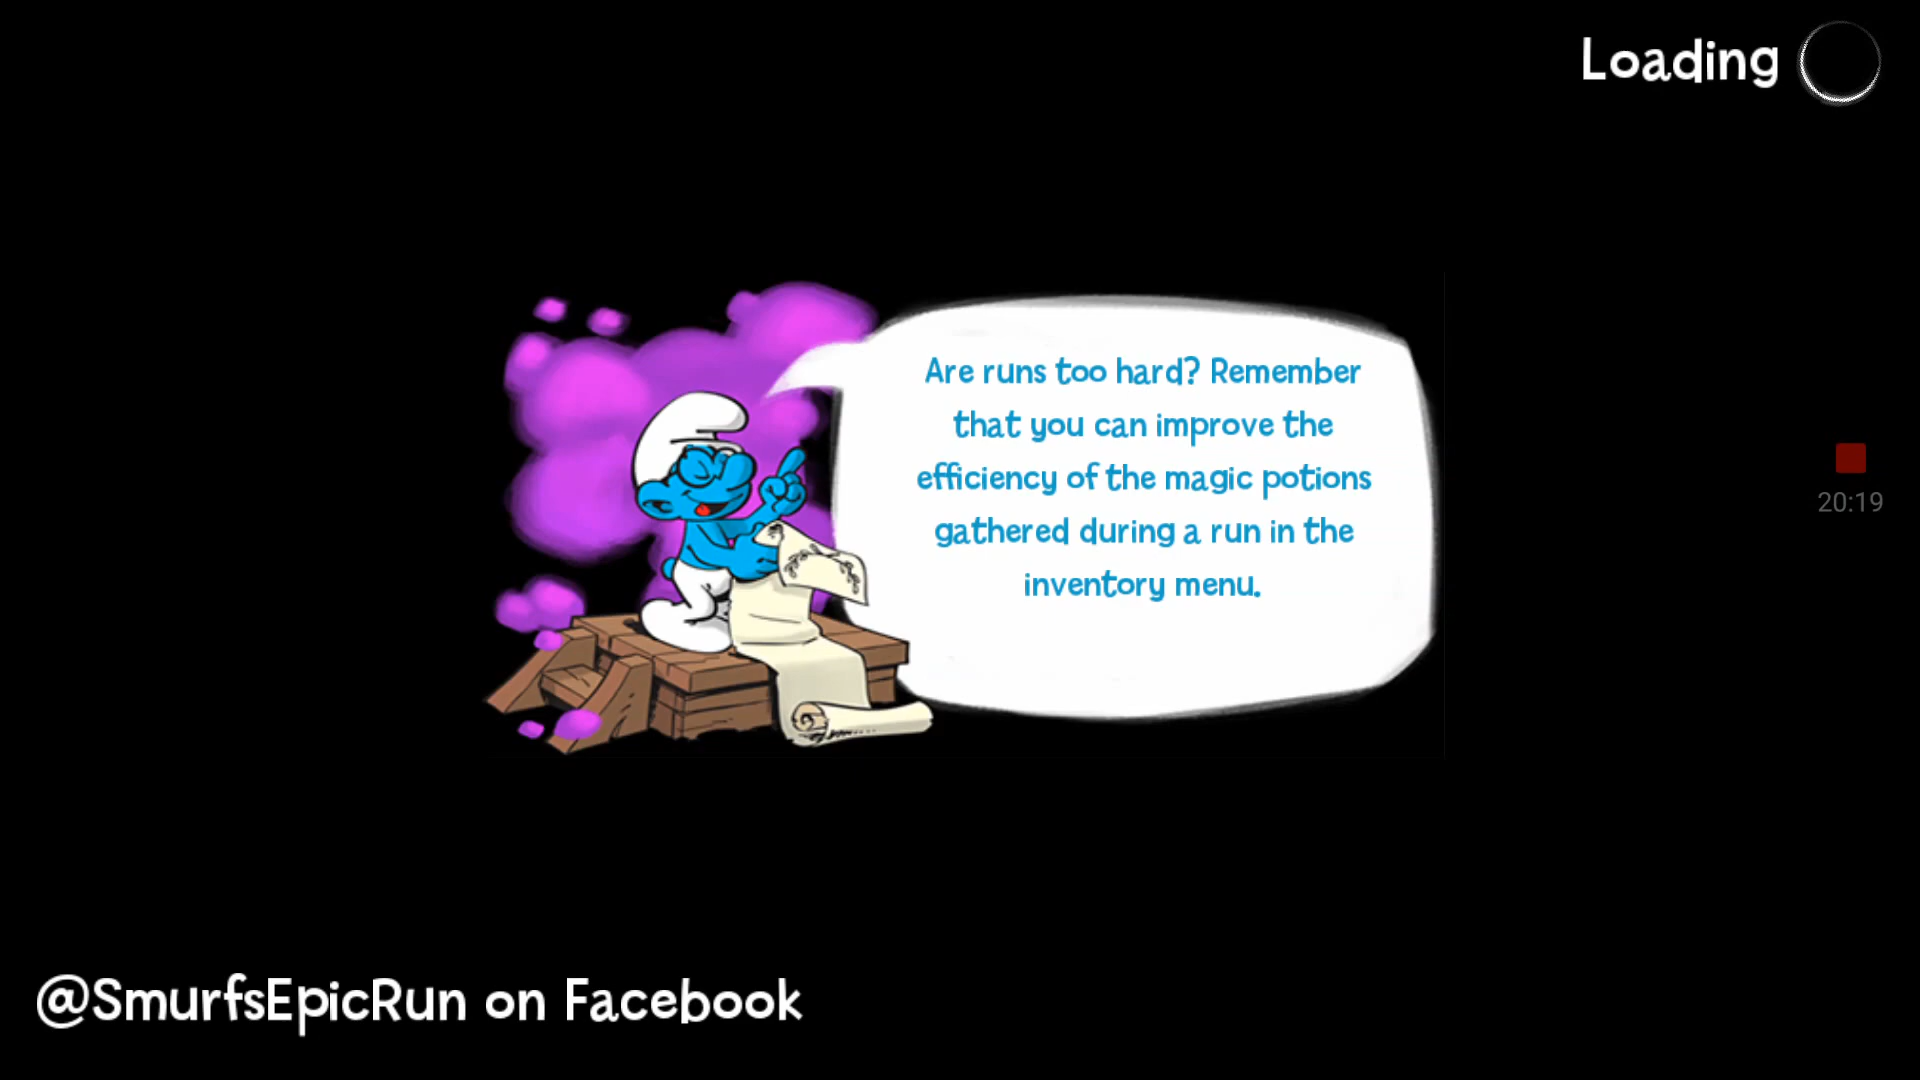 Loading
Are runs too hard? Remember
that you can improve the
efficiency of the magic potions
gathered during a run in the
inventory menu.
20:19
@SmurfsEpicRun on Facebook